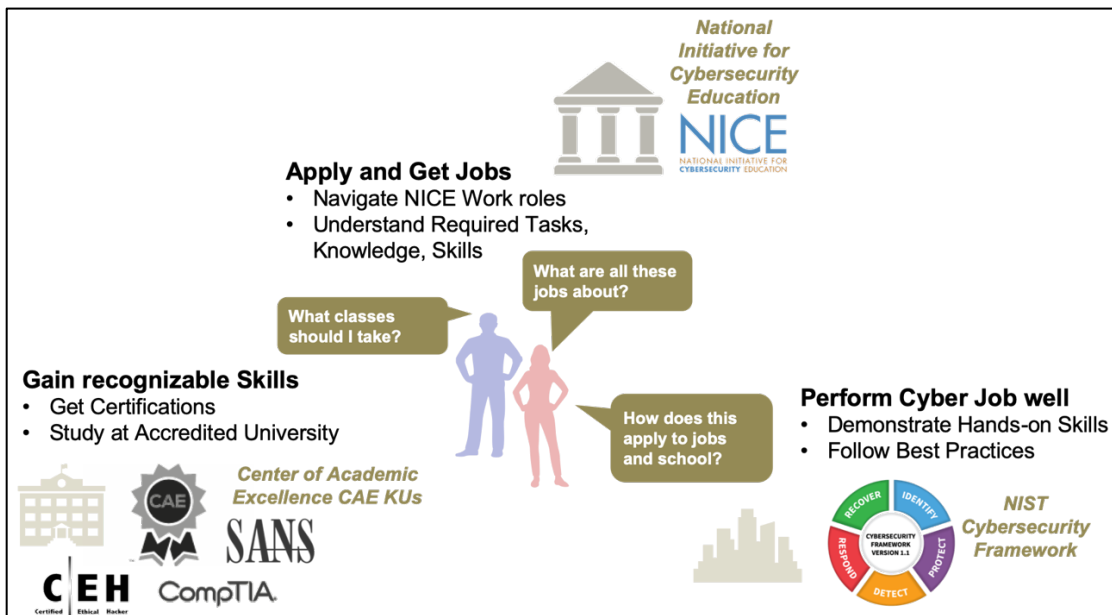 National
Initiative for
Cybersecurity
Education
NICE
NATIONAL INITIATIVE FOR
CYBERSECURITY EDUCATION
Apply and Get Jobs
• Navigate NICE Work roles
• Understand Required Tasks,
Knowledge, Skills
What are all these
jobs about?
What classes
should I take?
Gain recognizable Skills
• Get Certifications
• Study at Accredited University
How does this
apply to jobs
and school?
Perform Cyber Job well
• Demonstrate Hands-on Skills
• Follow Best Practices
Center of Academic
Excellence CAE KUs
CAE
SANS
CEH
Certified Ethical Hacker
TM
CompTIA.
RECOVER
IDENTIFY
PROTECT
DETECT
RESPOND
CYBERSECURITY
FRAMEWORK
VERSION 1.1
NIST
Cybersecurity
Framework